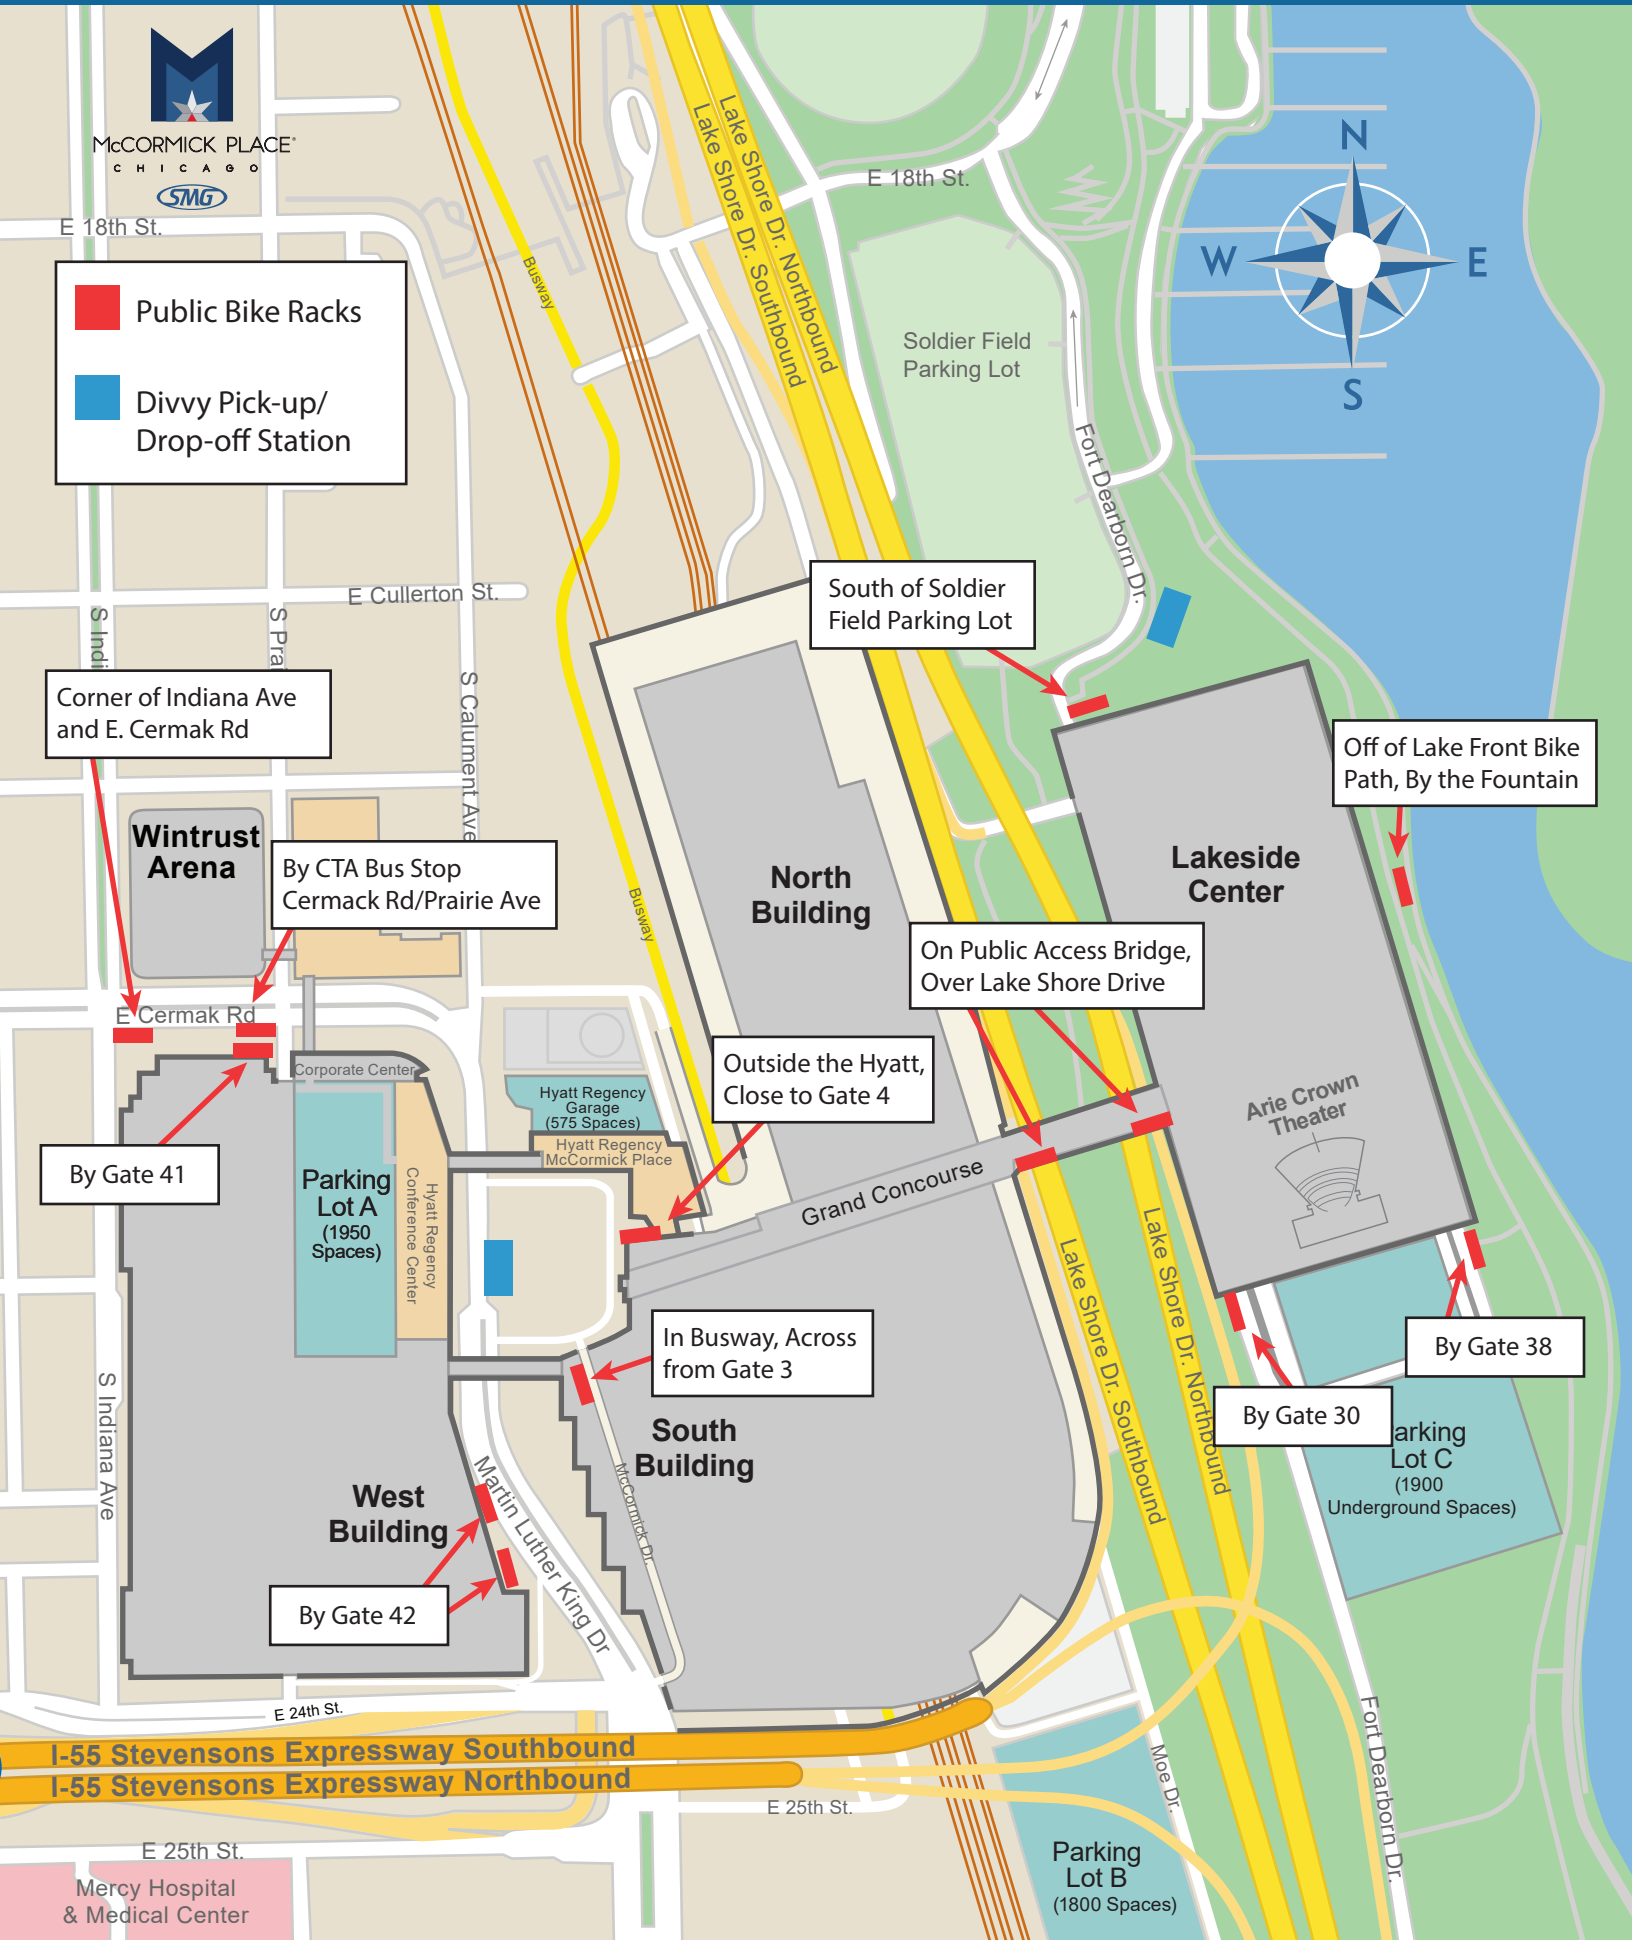 McCORMICK PLACE®
CHICAGO
SMG
E 18th St.
Public Bike Racks
Divvy Pick-up/
Drop-off Station
Lake Shore Dr. Northbound
Lake Shore Dr. Southbound
E 18th St.
N
W
E
S
Busway
Soldier Field
Parking Lot
Fort Dearborn Dr.
E Cullerton St.
S Indi
S Prai
S Calument Ave
South of Soldier
Field Parking Lot
Corner of Indiana Ave
and E. Cermak Rd
Off of Lake Front Bike
Path, By the Fountain
Wintrust
Arena
By CTA Bus Stop
Cermack Rd/Prairie Ave
North
Building
Lakeside
Center
Busway
On Public Access Bridge,
Over Lake Shore Drive
E Cermak Rd
Corporate Center
Outside the Hyatt,
Close to Gate 4
Hyatt Regency
Garage
(575 Spaces)
Hyatt Regency
McCormick Place
Arie Crown
Theater
By Gate 41
Parking
Lot A
(1950
Spaces)
Hyatt Regency
Conference Center
Grand Concourse
Lake Shore Dr. Southbound
Lake Shore Dr. Northbound
In Busway, Across
from Gate 3
By Gate 38
By Gate 30
S Indiana Ave
South
Building
arking
Lot C
(1900
Underground Spaces)
McCormick Dr.
Martin Luther King Dr
West
Building
By Gate 42
E 24th St.
I-55 Stevensons Expressway Southbound
I-55 Stevensons Expressway Northbound
E 25th St.
E 25th St.
Moe Dr.
Fort Dearborn Dr.
Mercy Hospital
& Medical Center
Parking
Lot B
(1800 Spaces)